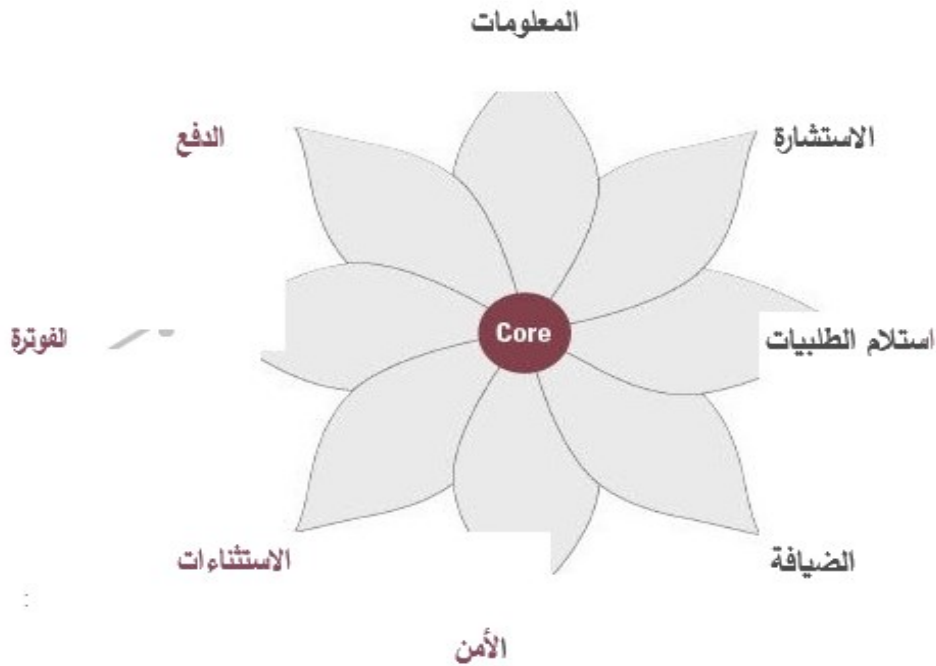 المعلومات
الاستشارة
الدفع
استلام الطلبيات
Core
الفوترة
الضيافة
الاستثناءات
:
الأمن